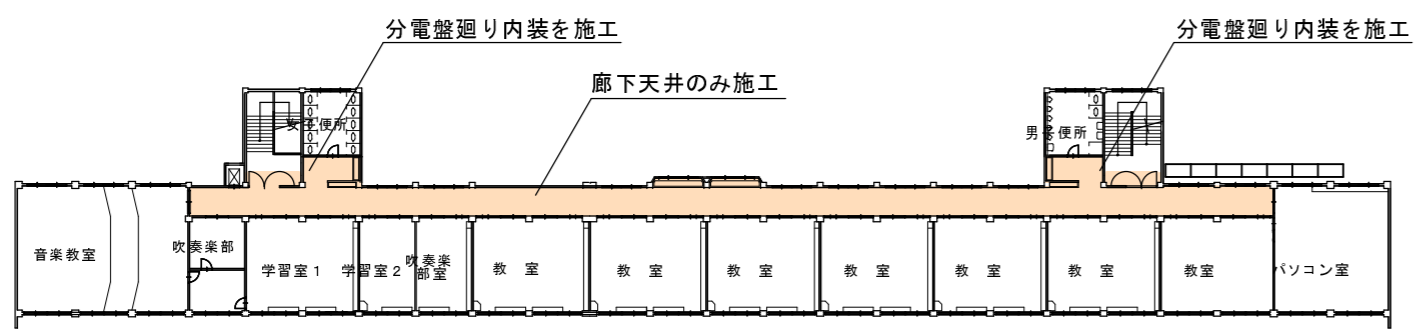 分電盤廻り内装を施工
分電盤廻り内装を施工
廊下天井のみ施工
女子便所
男子便所
音楽教室
吹奏楽部
学習室1
学習室2
吹奏楽
部室
教 室
教 室
教 室
教 室
教 室
教 室
教室
パソコン室